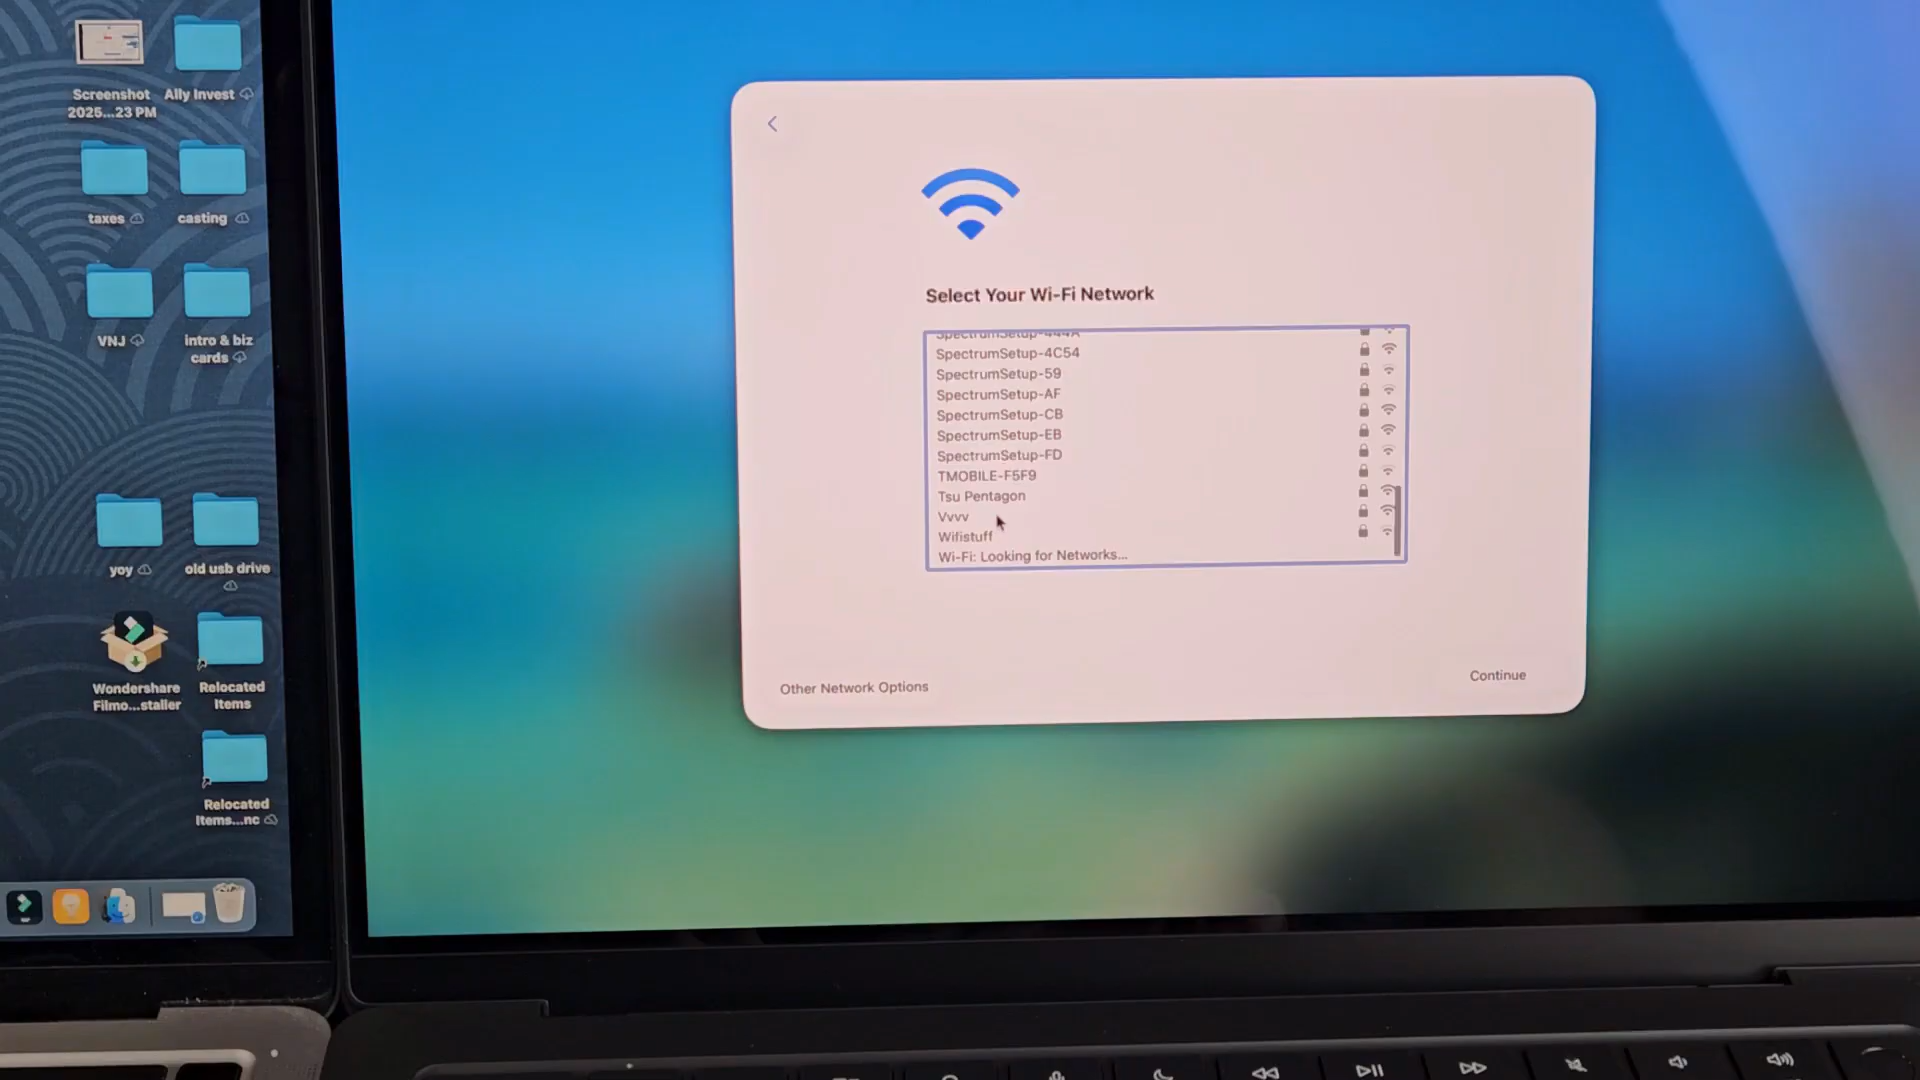 Screenshot
2025...23 PM
Ally Invest
taxes
casting
VNJ
intro & biz
cards
yoy
old usb drive
Wondershare
Filmo...staller
Relocated
Items
Relocated
Items...nc
Select Your Wi-Fi Network
SpectrumSetup-444A
SpectrumSetup-4C54
SpectrumSetup-59
SpectrumSetup-AF
SpectrumSetup-CB
SpectrumSetup-EB
SpectrumSetup-FD
TMOBILE-F5F9
Tsu Pentagon
Vvvv
Wifistuff
Wi-Fi: Looking for Networks...
Other Network Options
Continue